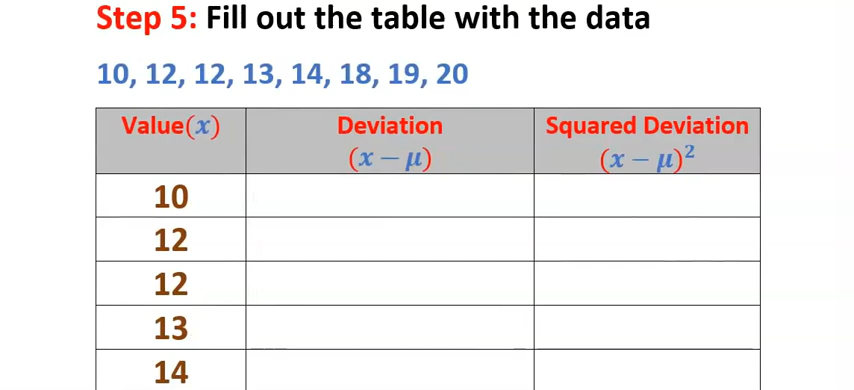 Step 5: Fill out the table with the data
10, 12, 12, 13, 14, 18, 19, 20
Value(x) Deviation Squared Deviation
(x − μ) (x − μ)²
10
12
12
13
14